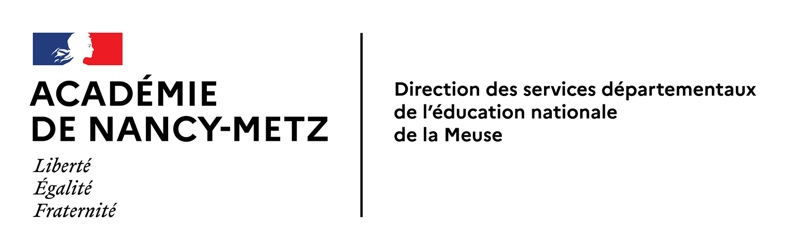 ACADÉMIE
DE NANCY-METZ
Liberté
Égalité
Fraternité
Direction des services départementaux
de l’éducation nationale
de la Meuse